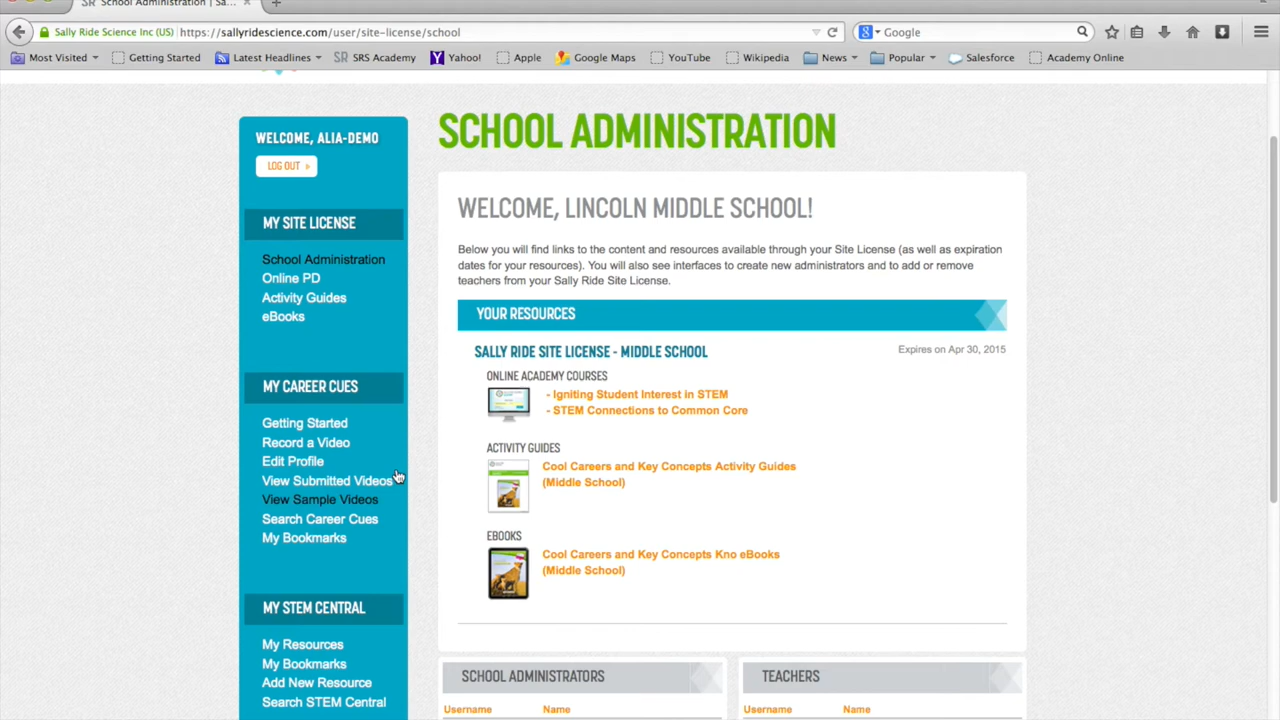 School Administration | Sa...
Sally Ride Science Inc (US) https://sallyridescience.com/user/site-license/school
Google
Most Visited Getting Started Latest Headlines SRS Academy Yahoo! Apple Google Maps YouTube Wikipedia News Popular Salesforce Academy Online
WELCOME, ALIA-DEMO
LOG OUT
MY SITE LICENSE
School Administration
Online PD
Activity Guides
eBooks
MY CAREER CUES
Getting Started
Record a Video
Edit Profile
View Submitted Videos
View Sample Videos
Search Career Cues
My Bookmarks
MY STEM CENTRAL
My Resources
My Bookmarks
Add New Resource
Search STEM Central
SCHOOL ADMINISTRATION
WELCOME, LINCOLN MIDDLE SCHOOL!
Below you will find links to the content and resources available through your Site License (as well as expiration
dates for your resources). You will also see interfaces to create new administrators and to add or remove
teachers from your Sally Ride Site License.
YOUR RESOURCES
SALLY RIDE SITE LICENSE - MIDDLE SCHOOL
Expires on Apr 30, 2015
ONLINE ACADEMY COURSES
- Igniting Student Interest in STEM
- STEM Connections to Common Core
ACTIVITY GUIDES
Cool Careers and Key Concepts Activity Guides
(Middle School)
EBOOKS
Cool Careers and Key Concepts Kno eBooks
(Middle School)
SCHOOL ADMINISTRATORS
Username Name
TEACHERS
Username Name